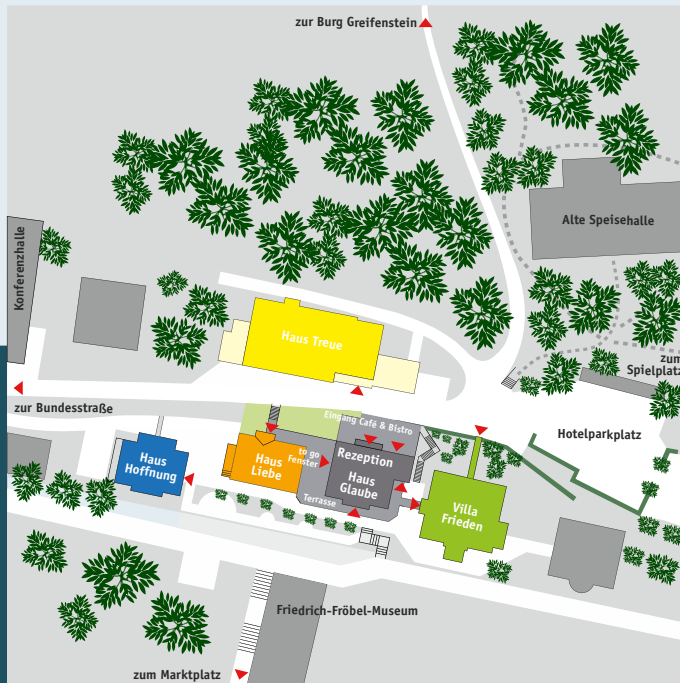 zur Burg Greifenstein
Alte Speisehalle
Konferenzhalle
Haus Treue
zum
Spielplatz
zur Bundesstraße
Eingang Café & Bistro
Hotelparkplatz
to go
Fenster
Rezeption
Haus
Hoffnung
Haus
Liebe
Haus
Glaube
Terrasse
Villa
Frieden
Friedrich-Fröbel-Museum
zum Marktplatz